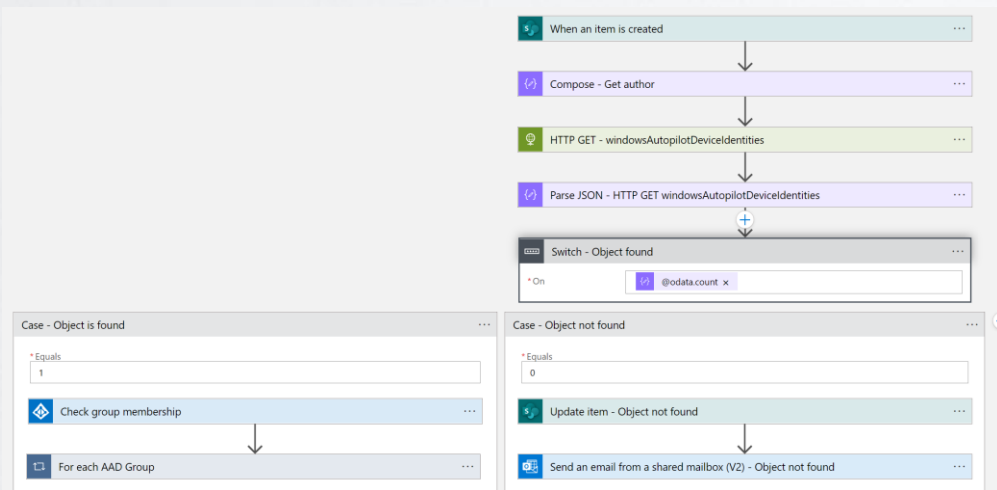 When an item is created
Compose - Get author
HTTP GET - windowsAutopilotDeviceIdentities
Parse JSON - HTTP GET windowsAutopilotDeviceIdentities
Switch - Object found
* On
@odata.count x
Case - Object is found
* Equals
1
Check group membership
For each AAD Group
Case - Object not found
* Equals
0
Update item - Object not found
Send an email from a shared mailbox (V2) - Object not found